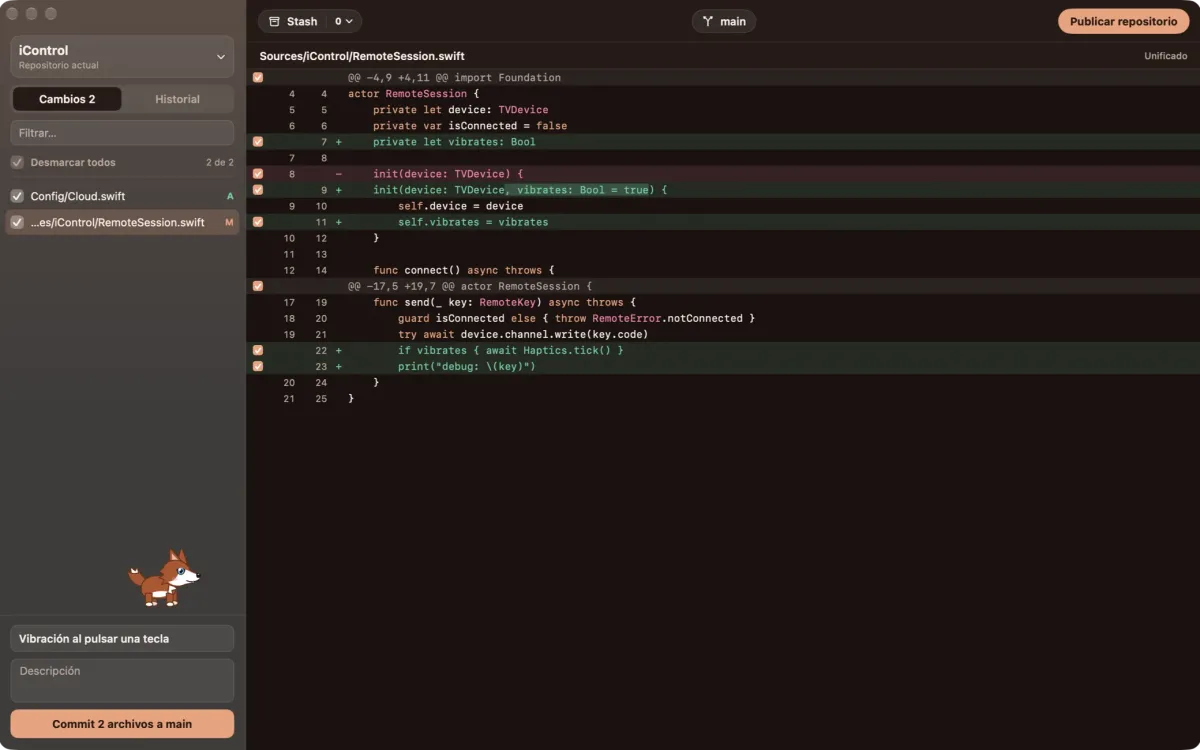 iControl
Repositorio actual
Cambios 2
Historial
Filtrar...
Desmarcar todos
2 de 2
Config/Cloud.swift
A
...es/iControl/RemoteSession.swift
M
Vibración al pulsar una tecla
Descripción
Commit 2 archivos a main
Stash
0
main
Publicar repositorio
Sources/iControl/RemoteSession.swift
Unificado
@@ -4,9 +4,11 @@ import Foundation
4 4 actor RemoteSession {
5 5 private let device: TVDevice
6 6 private var isConnected = false
7 + private let vibrates: Bool
7 8
8 - init(device: TVDevice) {
9 + init(device: TVDevice, vibrates: Bool = true) {
9 10 self.device = device
11 + self.vibrates = vibrates
10 12 }
11 13
12 14 func connect() async throws {
@@ -17,5 +19,7 @@ actor RemoteSession {
17 19 func send(_ key: RemoteKey) async throws {
18 20 guard isConnected else { throw RemoteError.notConnected }
19 21 try await device.channel.write(key.code)
22 + if vibrates { await Haptics.tick() }
23 + print("debug: \(key)")
20 24 }
21 25 }